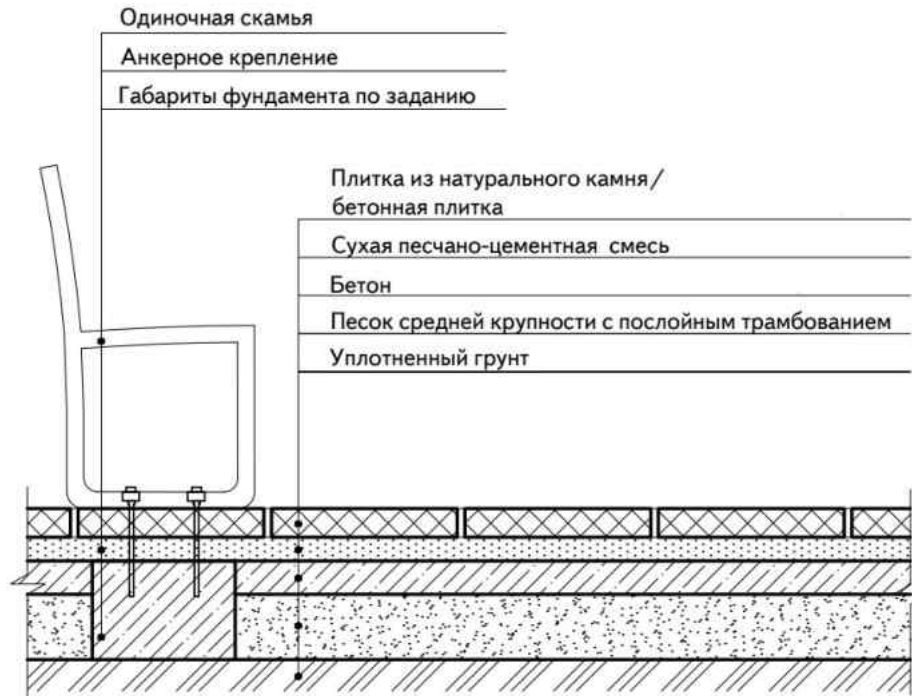 Одиночная скамья
Анкерное крепление
Габариты фундамента по заданию
Плитка из натурального камня/
бетонная плитка
Сухая песчано-цементная смесь
Бетон
Песок средней крупности с послойным трамбованием
Уплотненный грунт